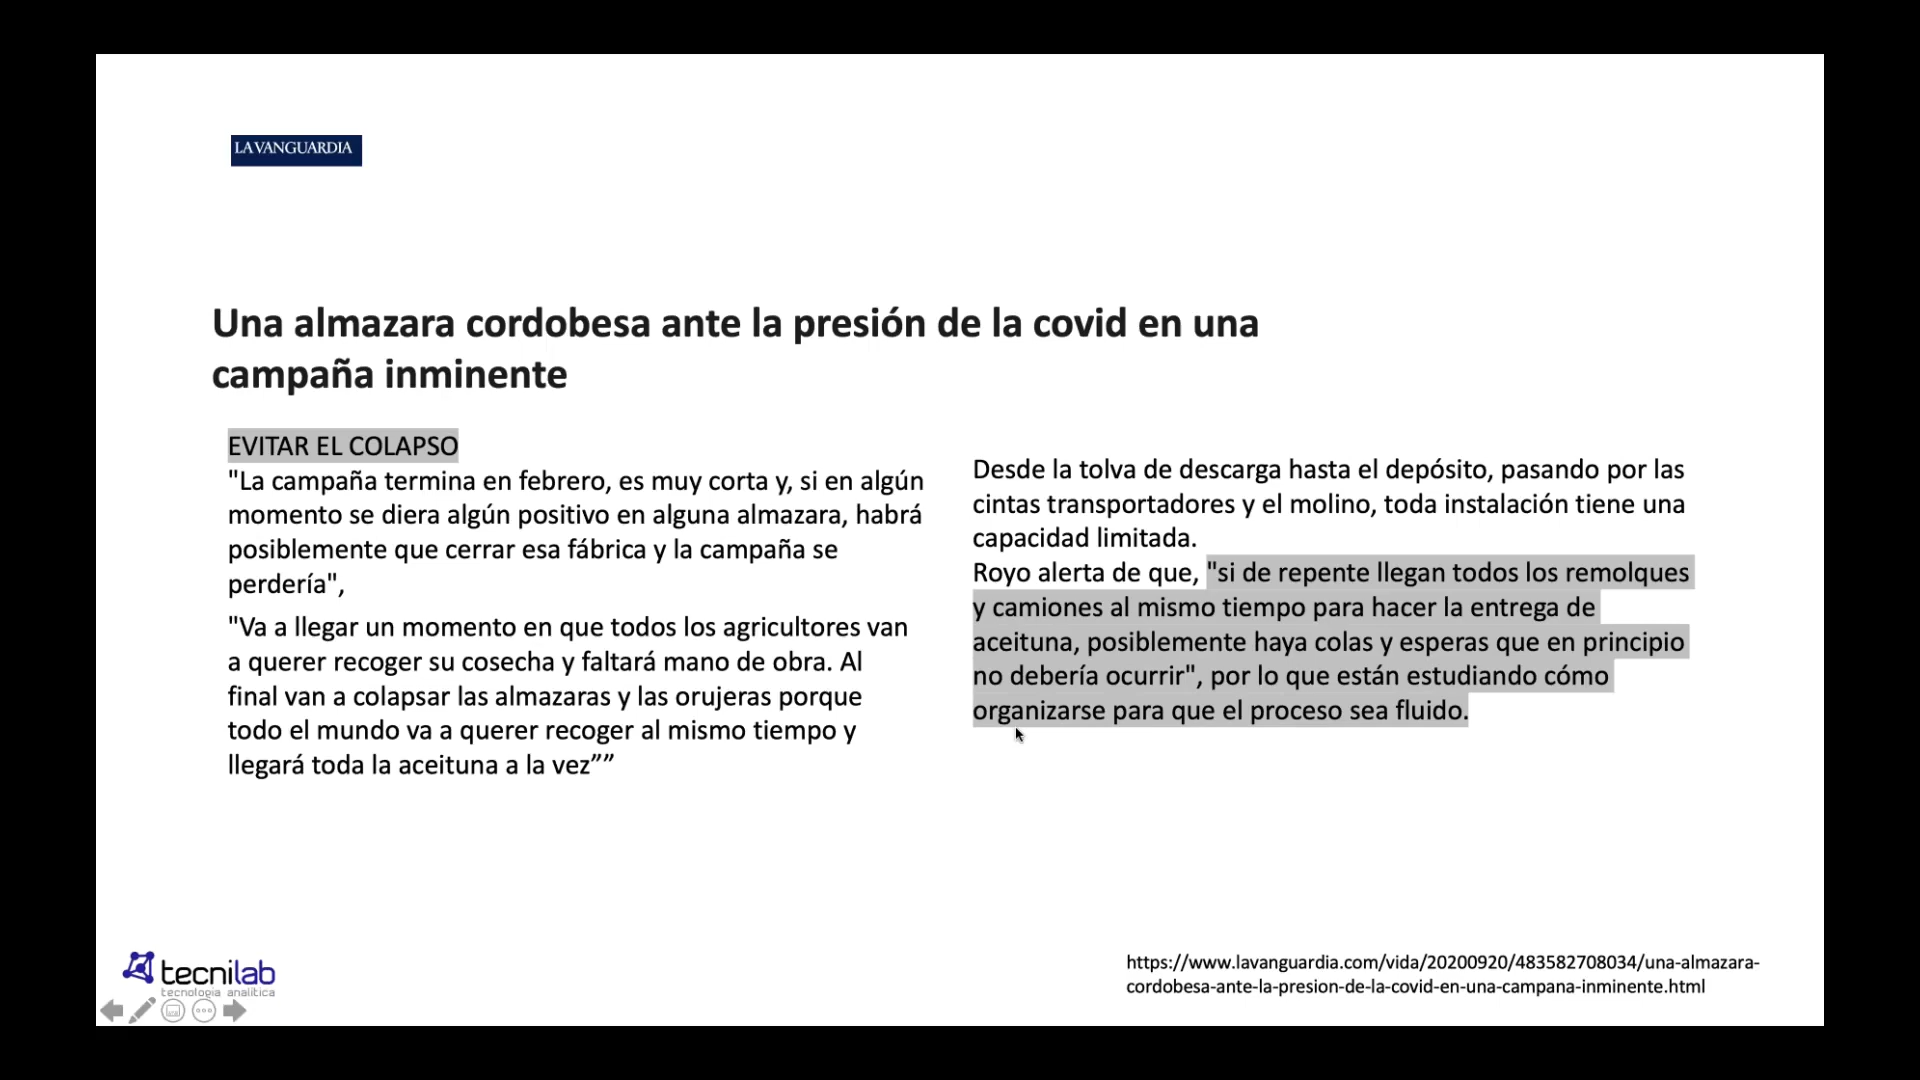 LA VANGUARDIA
Una almazara cordobesa ante la presión de la covid en una
campaña inminente
EVITAR EL COLAPSO
"La campaña termina en febrero, es muy corta y, si en algún
momento se diera algún positivo en alguna almazara, habrá
posiblemente que cerrar esa fábrica y la campaña se
perdería",
"Va a llegar un momento en que todos los agricultores van
a querer recoger su cosecha y faltará mano de obra. Al
final van a colapsar las almazaras y las orujeras porque
todo el mundo va a querer recoger al mismo tiempo y
llegará toda la aceituna a la vez””
Desde la tolva de descarga hasta el depósito, pasando por las
cintas transportadores y el molino, toda instalación tiene una
capacidad limitada.
Royo alerta de que, "si de repente llegan todos los remolques
y camiones al mismo tiempo para hacer la entrega de
aceituna, posiblemente haya colas y esperas que en principio
no debería ocurrir", por lo que están estudiando cómo
organizarse para que el proceso sea fluido.
tecnilab
tecnología analítica
https://www.lavanguardia.com/vida/20200920/483582708034/una-almazara-
cordobesa-ante-la-presion-de-la-covid-en-una-campana-inminente.html